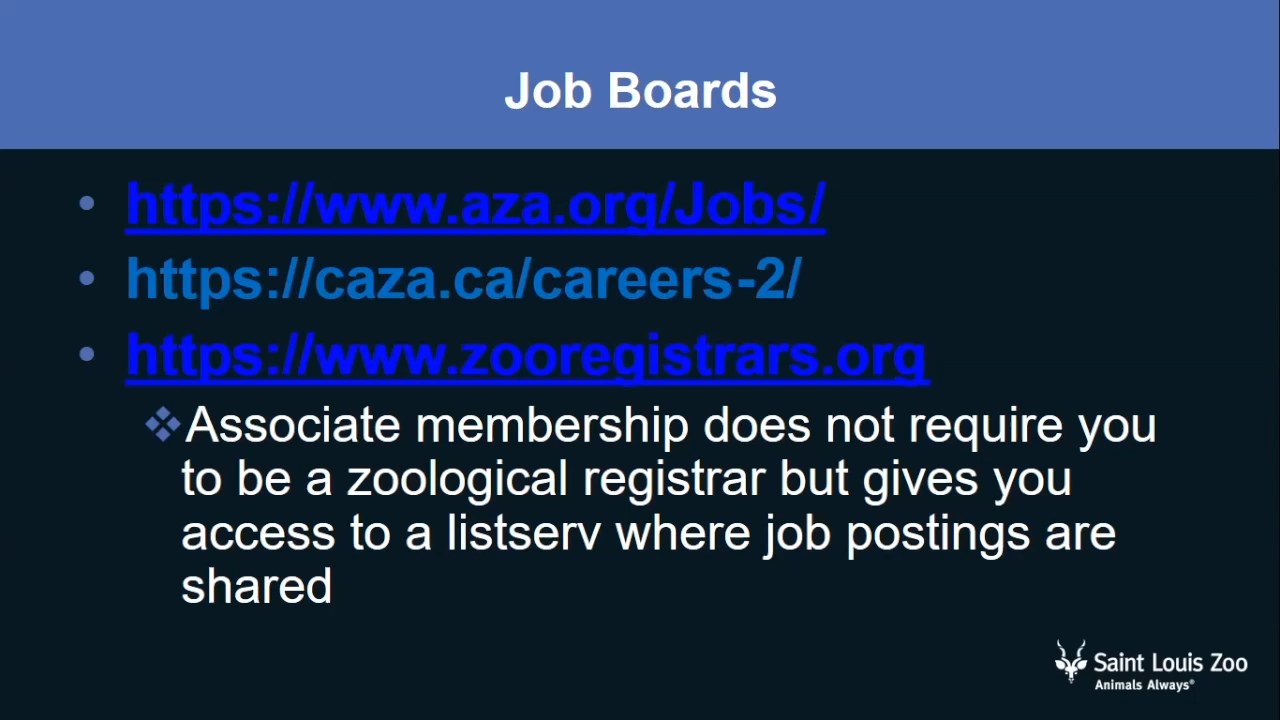 Job Boards
• https://www.aza.org/Jobs/
• https://caza.ca/careers-2/
• https://www.zooregistrars.org
❖Associate membership does not require you
to be a zoological registrar but gives you
access to a listserv where job postings are
shared
Saint Louis Zoo
Animals Always®